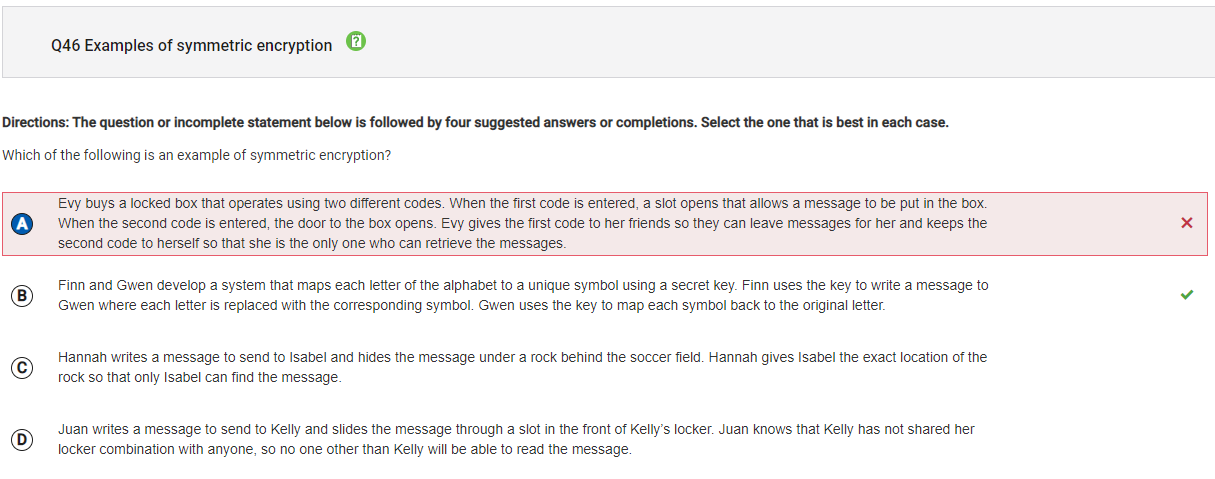 Q46 Examples of symmetric encryption
Directions: The question or incomplete statement below is followed by four suggested answers or completions. Select the one that is best in each case.
Which of the following is an example of symmetric encryption?
A
Evy buys a locked box that operates using two different codes. When the first code is entered, a slot opens that allows a message to be put in the box.
When the second code is entered, the door to the box opens. Evy gives the first code to her friends so they can leave messages for her and keeps the
second code to herself so that she is the only one who can retrieve the messages.
B
Finn and Gwen develop a system that maps each letter of the alphabet to a unique symbol using a secret key. Finn uses the key to write a message to
Gwen where each letter is replaced with the corresponding symbol. Gwen uses the key to map each symbol back to the original letter.
C
Hannah writes a message to send to Isabel and hides the message under a rock behind the soccer field. Hannah gives Isabel the exact location of the
rock so that only Isabel can find the message.
D
Juan writes a message to send to Kelly and slides the message through a slot in the front of Kelly's locker. Juan knows that Kelly has not shared her
locker combination with anyone, so no one other than Kelly will be able to read the message.